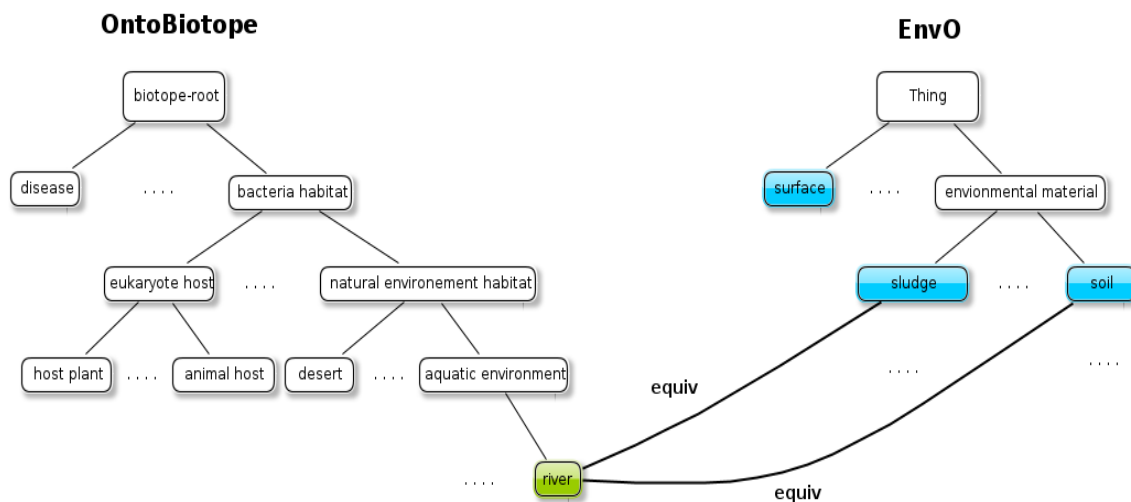 OntoBiotope
EnvO
biotope-root
Thing
disease
. . . .
bacteria habitat
surface
. . . .
envionmental material
eukaryote host
. . . .
natural environement habitat
sludge
. . . .
soil
host plant
. . . .
animal host
desert
. . . .
aquatic environment
equiv
. . . .
. . . .
. . . .
river
equiv